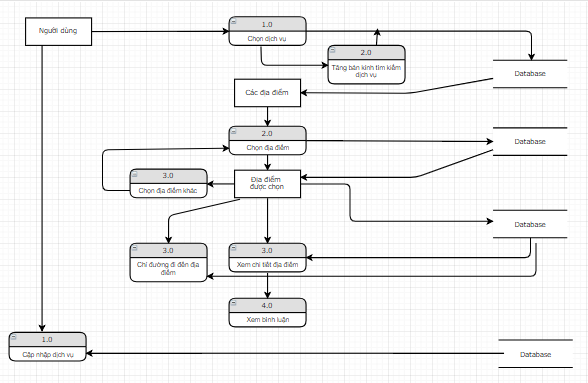 Người dùng
1.0
Chọn dịch vụ
2.0
Tăng bán kính tìm kiếm
dịch vụ
Database
Các địa điểm
2.0
Chọn địa điểm
Database
3.0
Chọn địa điểm khác
Địa điểm
được chọn
Database
3.0
Chỉ đường đi đến địa
điểm
3.0
Xem chi tiết địa điểm
4.0
Xem bình luận
1.0
Cập nhập dịch vụ
Database